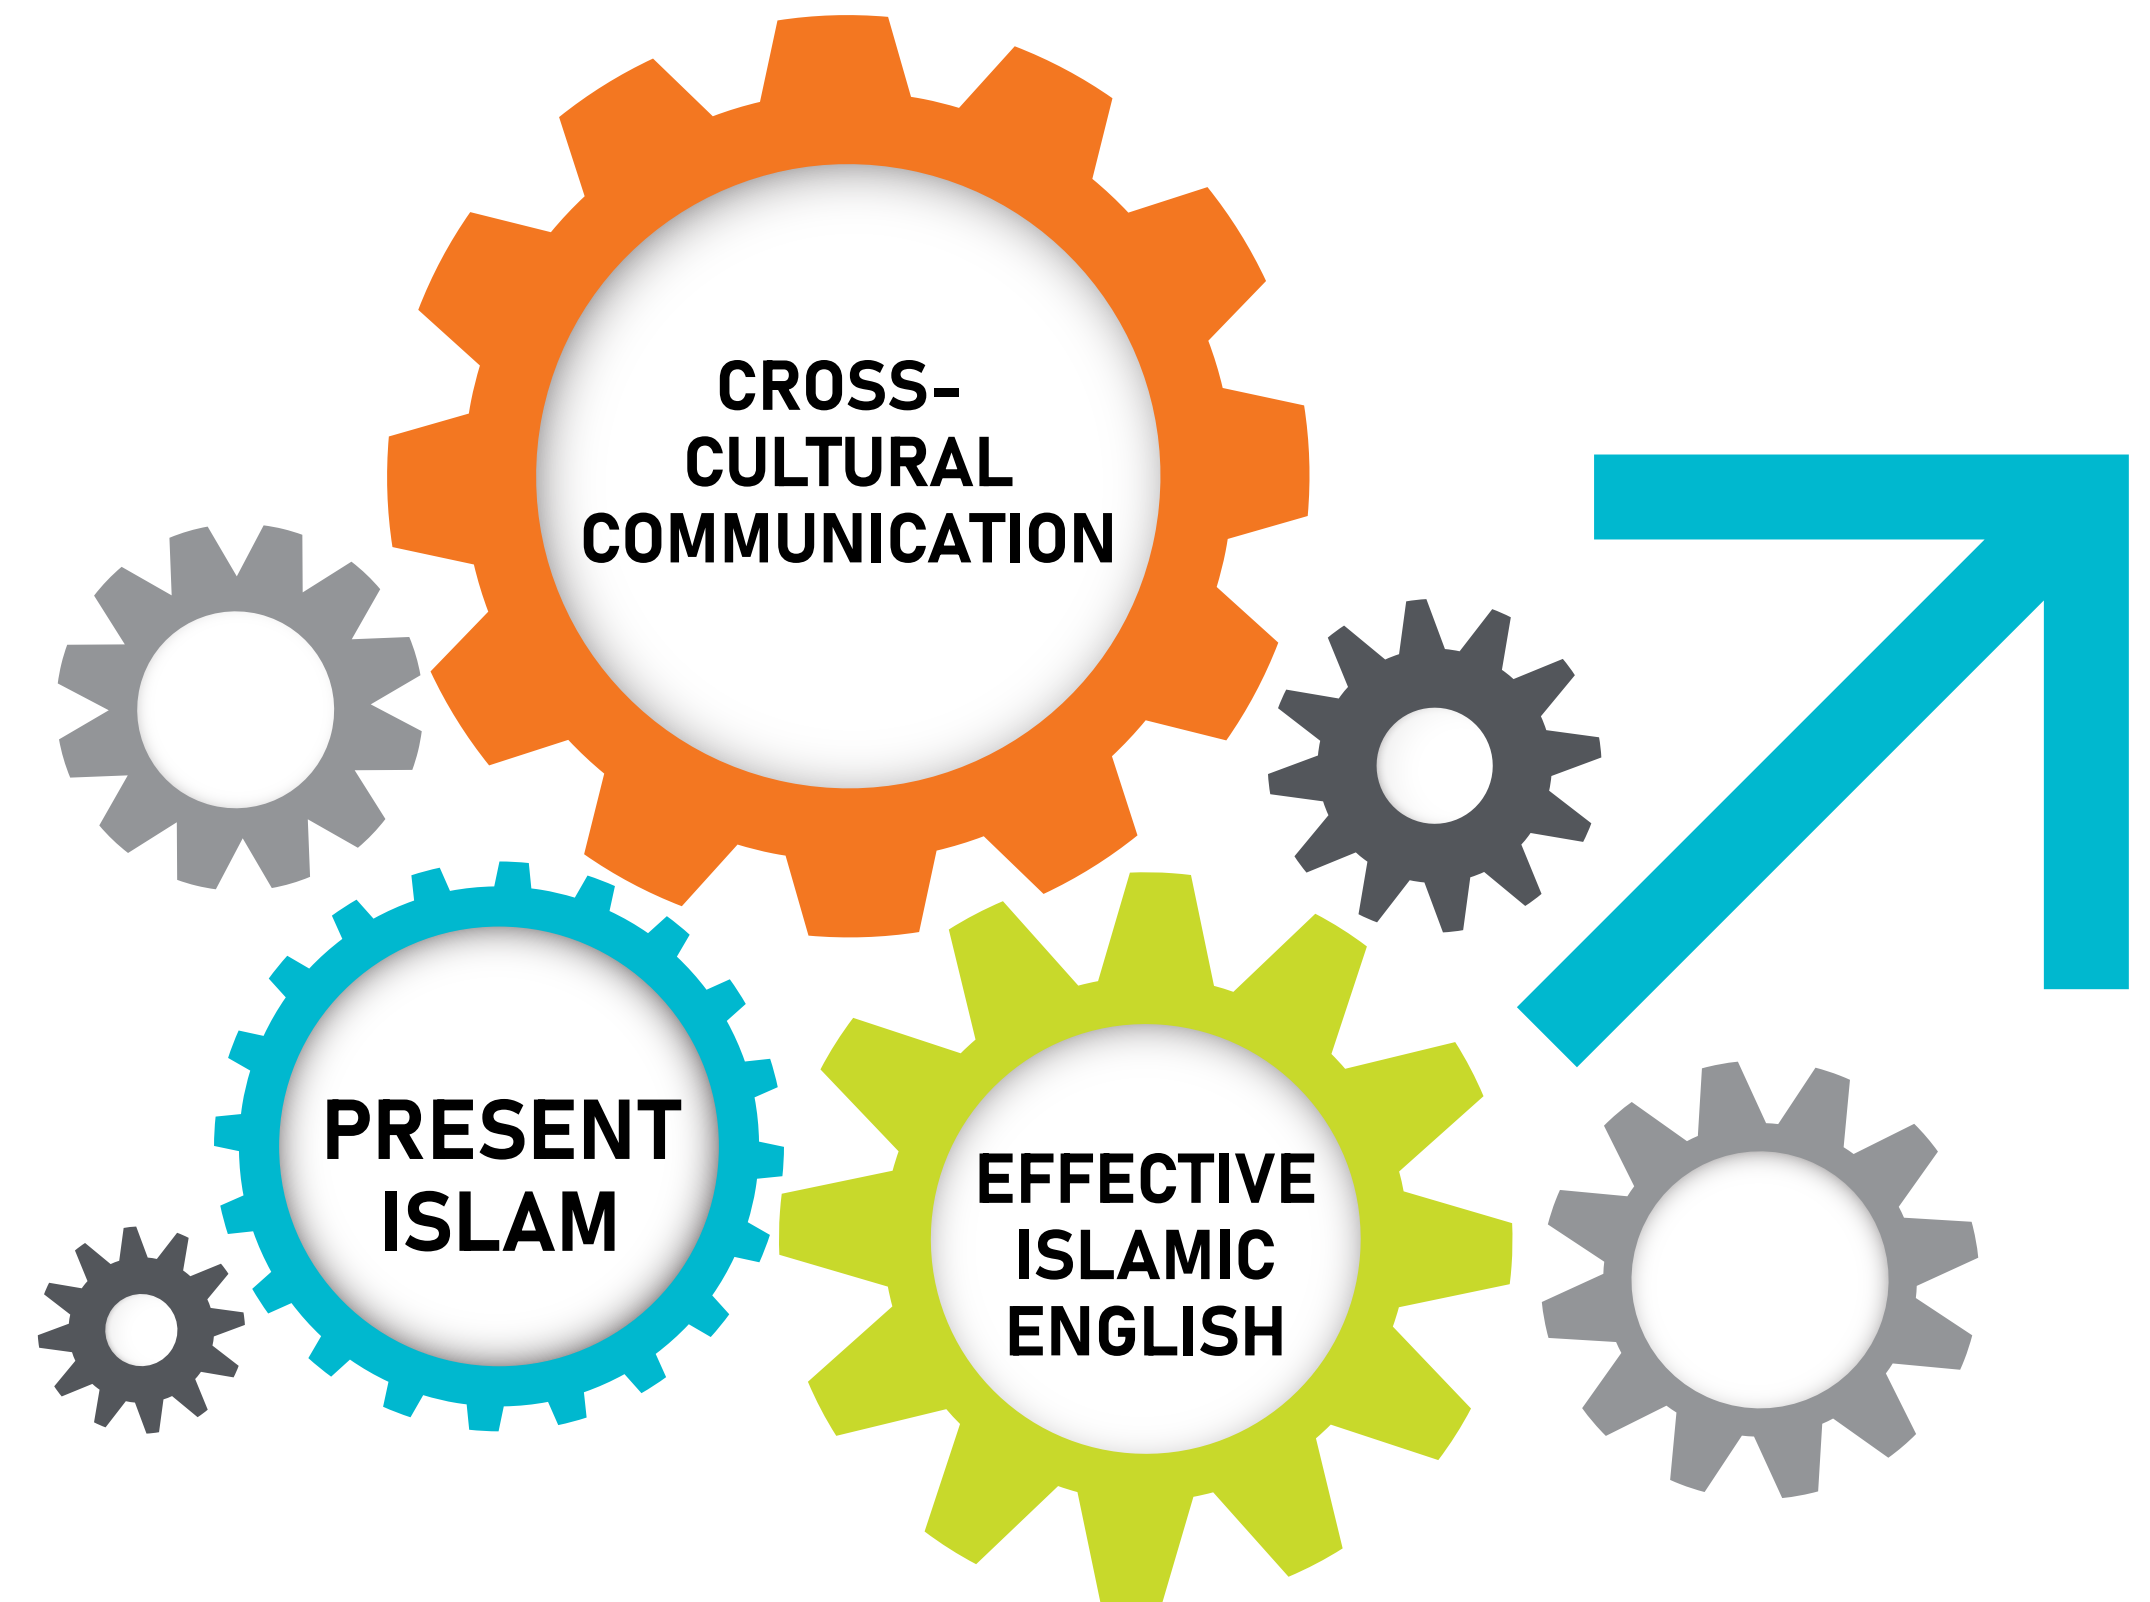 CROSS-
CULTURAL
COMMUNICATION
PRESENT
ISLAM
EFFECTIVE
ISLAMIC
ENGLISH